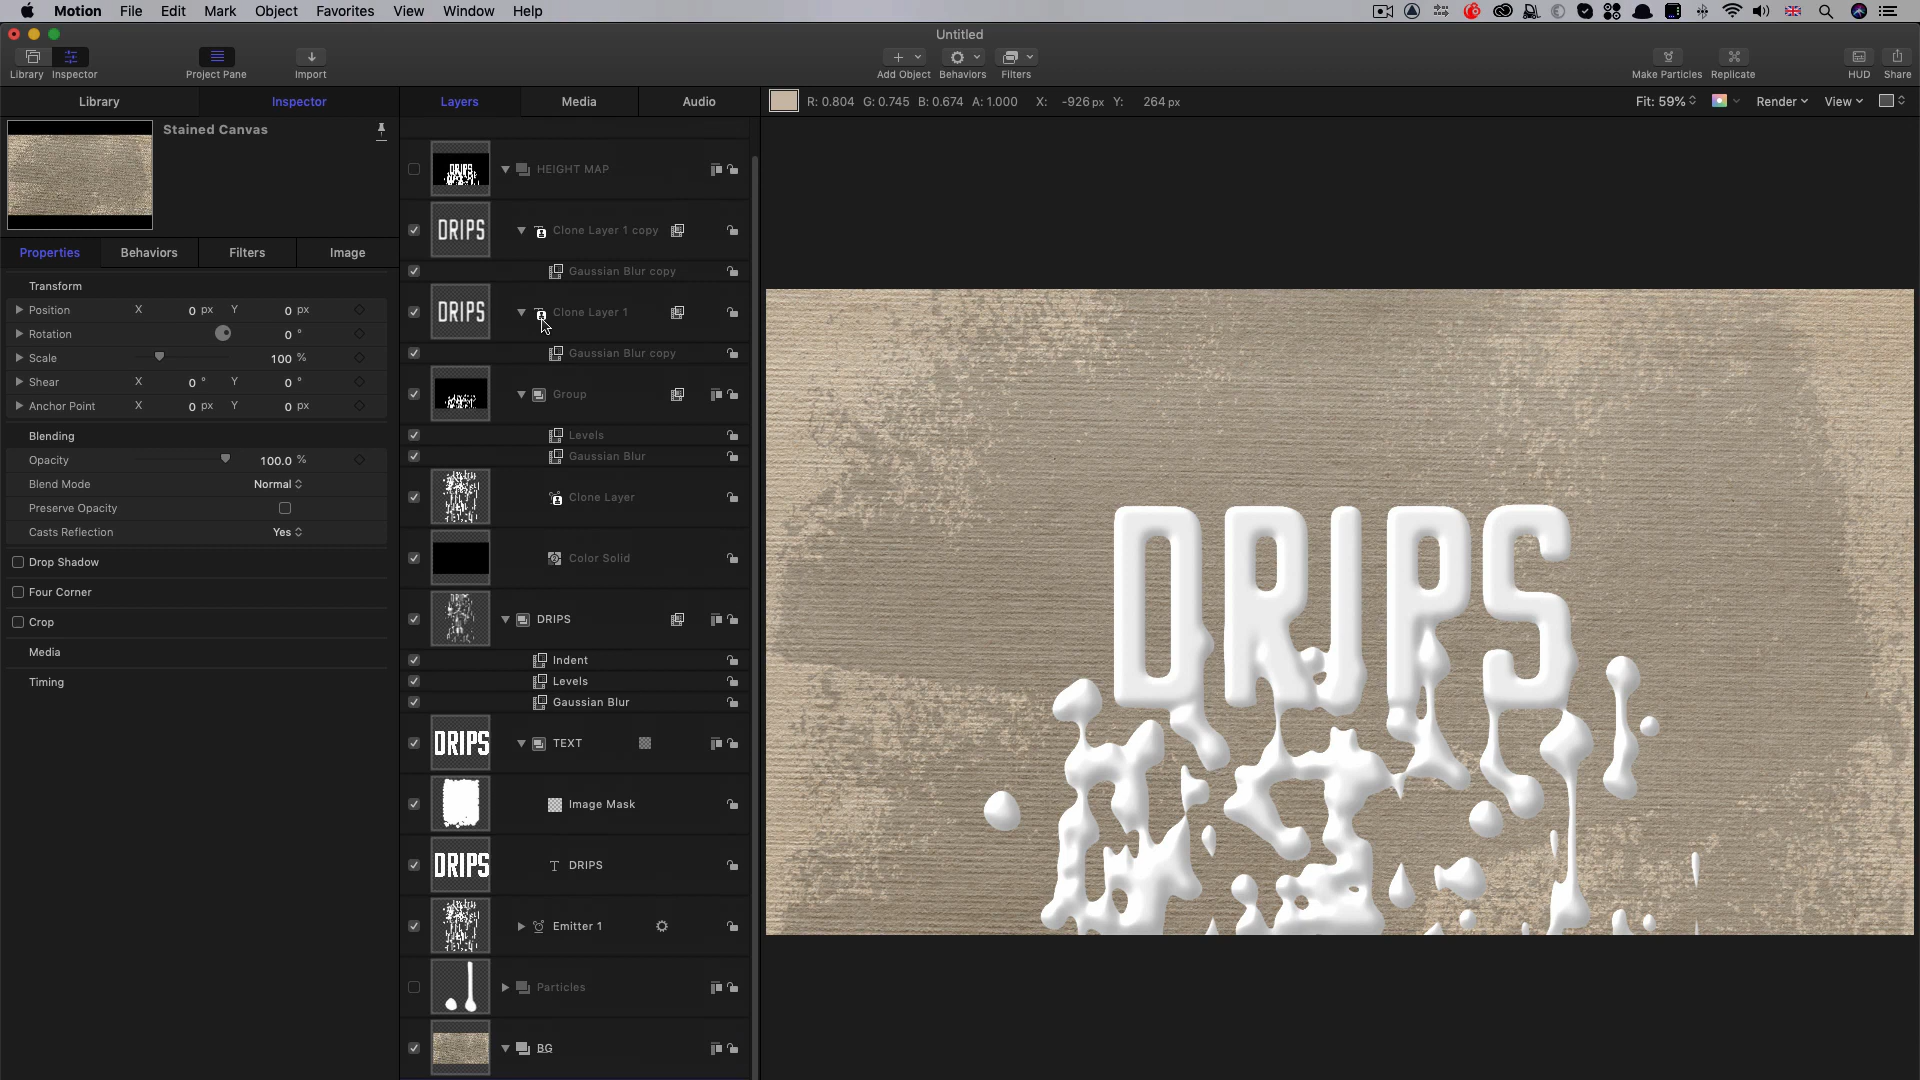 Motion File Edit Mark Object Favorites View Window Help
Untitled
Library Inspector Project Pane Import Add Object Behaviors Filters Make Particles Replicate HUD Share
Library Inspector Layers Media Audio R: 0.804 G: 0.745 B: 0.674 A: 1.000 X: -926 px Y: 264 px Fit: 59% Render View
Stained Canvas
Properties Behaviors Filters Image
Transform
Position X 0 px Y 0 px
Rotation 0 °
Scale 100 %
Shear X 0 ° Y 0 °
Anchor Point X 0 px Y 0 px
Blending
Opacity 100.0 %
Blend Mode Normal
Preserve Opacity
Casts Reflection Yes
Drop Shadow
Four Corner
Crop
Media
Timing
DRIPS HEIGHT MAP
DRIPS Clone Layer 1 copy
Gaussian Blur copy
DRIPS Clone Layer 1
Gaussian Blur copy
Group
Levels
Gaussian Blur
Clone Layer
Color Solid
DRIPS
Indent
Levels
Gaussian Blur
DRIPS TEXT
Image Mask
DRIPS DRIPS
Emitter 1
Particles
BG
DRIPS